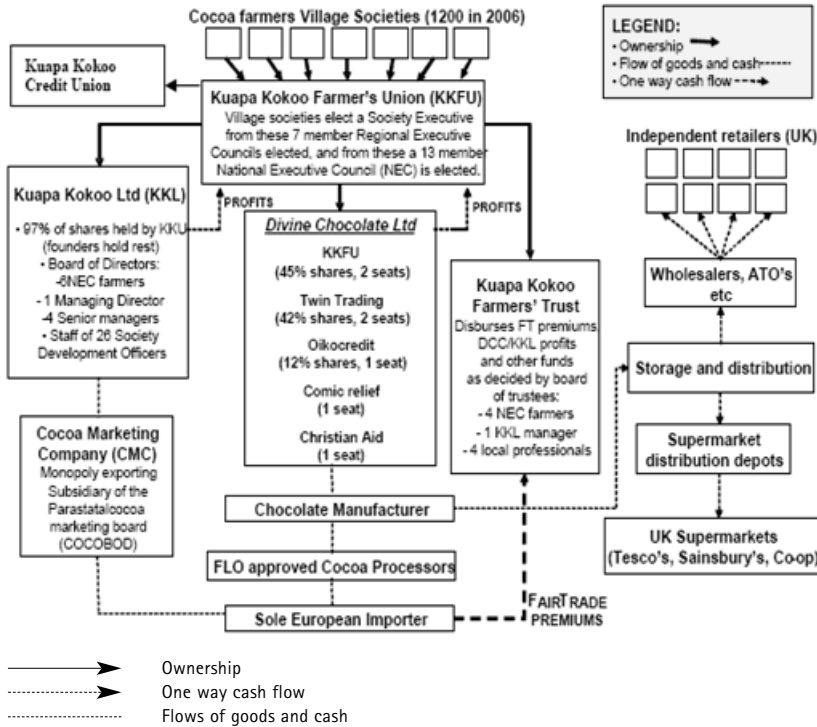 Cocoa farmers Village Societies (1200 in 2006)
LEGEND:
• Ownership
• Flow of goods and cash
• One way cash flow
Kuapa Kokoo
Credit Union
Kuapa Kokoo Farmer's Union (KKFU)
Village societies elect a Society Executive
from these 7 member Regional Executive
Councils elected, and from these a 13 member
National Executive Council (NEC) is elected.
Independent retailers (UK)
Kuapa Kokoo Ltd (KKL)
• 97% of shares held by KKU
(founders hold rest)
• Board of Directors:
-6NEC farmers
- 1 Managing Director
-4 Senior managers
• Staff of 26 Society
Development Officers
PROFITS
Divine Chocolate Ltd
KKFU
(45% shares, 2 seats)
Twin Trading
(42% shares, 2 seats)
Oikocredit
(12% shares, 1 seat)
Comic relief
(1 seat)
Christian Aid
(1 seat)
PROFITS
Kuapa Kokoo
Farmers' Trust
Disburses FT premiums,
DCC/KKL profits
and other funds
as decided by board
of trustees:
- 4 NEC farmers
- 1 KKL manager
- 4 local professionals
Wholesalers, ATO's
etc
Storage and distribution
Supermarket
distribution depots
UK Supermarkets
(Tesco's, Sainsbury's, Co-op)
Cocoa Marketing
Company (CMC)
Monopoly exporting
Subsidiary of the
Parastatalcocoa
marketing board
(COCOBOD)
Chocolate Manufacturer
FLO approved Cocoa Processors
Sole European Importer
FAIRTRADE
PREMIUMS
Ownership
One way cash flow
Flows of goods and cash